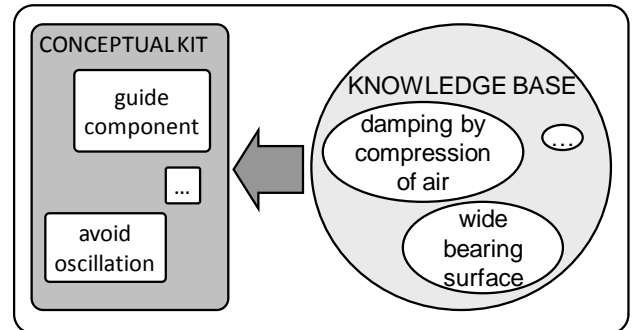 CONCEPTUAL KIT
guide
component
...
avoid
oscillation
KNOWLEDGE BASE
damping by
compression
of air
...
wide
bearing
surface